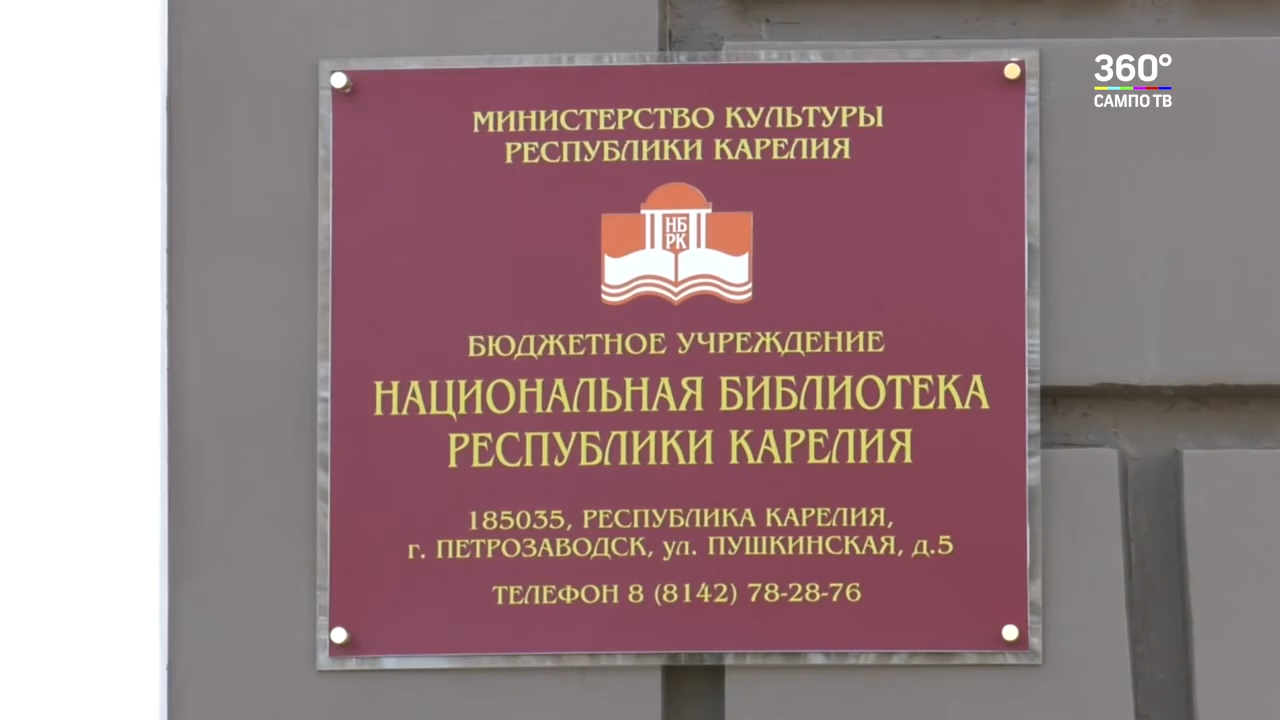 360°
САМПО ТВ
МИНИСТЕРСТВО КУЛЬТУРЫ
РЕСПУБЛИКИ КАРЕЛИЯ
НБ
РК
БЮДЖЕТНОЕ УЧРЕЖДЕНИЕ
НАЦИОНАЛЬНАЯ БИБЛИОТЕКА
РЕСПУБЛИКИ КАРЕЛИЯ
185035, РЕСПУБЛИКА КАРЕЛИЯ,
г. ПЕТРОЗАВОДСК, ул. ПУШКИНСКАЯ, д.5
ТЕЛЕФОН 8 (8142) 78-28-76